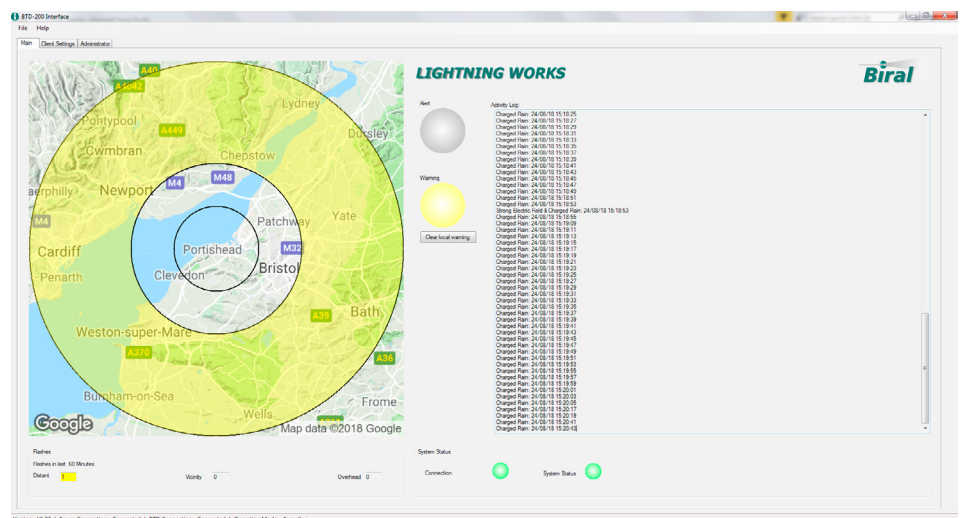 BTD-200 Interface
File Help
Main Client Settings Administrator
LIGHTNING WORKS
Biral
A40
A4042
Lydney
Pontypool
A449
Dursley
Cwmbran
Chepstow
aerphilly
Newport
M4
M48
M4
Patchway
Yate
Cardiff
Portishead
M32
Penarth
Clevedon
Bristol
A39
Bath
Weston-super-Mare
A370
A36
Burnham-on-Sea
Frome
Wells
Google
Map data ©2018 Google
Alert
Warning
Clear local warning
Activity Log:
Charged Rain: 24/08/18 15:18:25
Charged Rain: 24/08/18 15:18:27
Charged Rain: 24/08/18 15:18:29
Charged Rain: 24/08/18 15:18:31
Charged Rain: 24/08/18 15:18:33
Charged Rain: 24/08/18 15:18:35
Charged Rain: 24/08/18 15:18:37
Charged Rain: 24/08/18 15:18:39
Charged Rain: 24/08/18 15:18:41
Charged Rain: 24/08/18 15:18:43
Charged Rain: 24/08/18 15:18:45
Charged Rain: 24/08/18 15:18:47
Charged Rain: 24/08/18 15:18:49
Charged Rain: 24/08/18 15:18:51
Charged Rain: 24/08/18 15:18:53
Strong Electric Field & Charged Rain: 24/08/18 15:18:53
Charged Rain: 24/08/18 15:18:55
Charged Rain: 24/08/18 15:19:09
Charged Rain: 24/08/18 15:19:11
Charged Rain: 24/08/18 15:19:13
Charged Rain: 24/08/18 15:19:15
Charged Rain: 24/08/18 15:19:17
Charged Rain: 24/08/18 15:19:19
Charged Rain: 24/08/18 15:19:21
Charged Rain: 24/08/18 15:19:23
Charged Rain: 24/08/18 15:19:25
Charged Rain: 24/08/18 15:19:27
Charged Rain: 24/08/18 15:19:29
Charged Rain: 24/08/18 15:19:31
Charged Rain: 24/08/18 15:19:33
Charged Rain: 24/08/18 15:19:35
Charged Rain: 24/08/18 15:19:37
Charged Rain: 24/08/18 15:19:39
Charged Rain: 24/08/18 15:19:41
Charged Rain: 24/08/18 15:19:43
Charged Rain: 24/08/18 15:19:45
Charged Rain: 24/08/18 15:19:47
Charged Rain: 24/08/18 15:19:49
Charged Rain: 24/08/18 15:19:51
Charged Rain: 24/08/18 15:19:53
Charged Rain: 24/08/18 15:19:55
Charged Rain: 24/08/18 15:19:57
Charged Rain: 24/08/18 15:19:59
Charged Rain: 24/08/18 15:20:01
Charged Rain: 24/08/18 15:20:03
Charged Rain: 24/08/18 15:20:05
Charged Rain: 24/08/18 15:20:17
Charged Rain: 24/08/18 15:20:19
Charged Rain: 24/08/18 15:20:41
Charged Rain: 24/08/18 15:20:43
Flashes
Flashes in last 60 Minutes
Distant 1 Vicinity 0 Overhead 0
System Status
Connection System Status